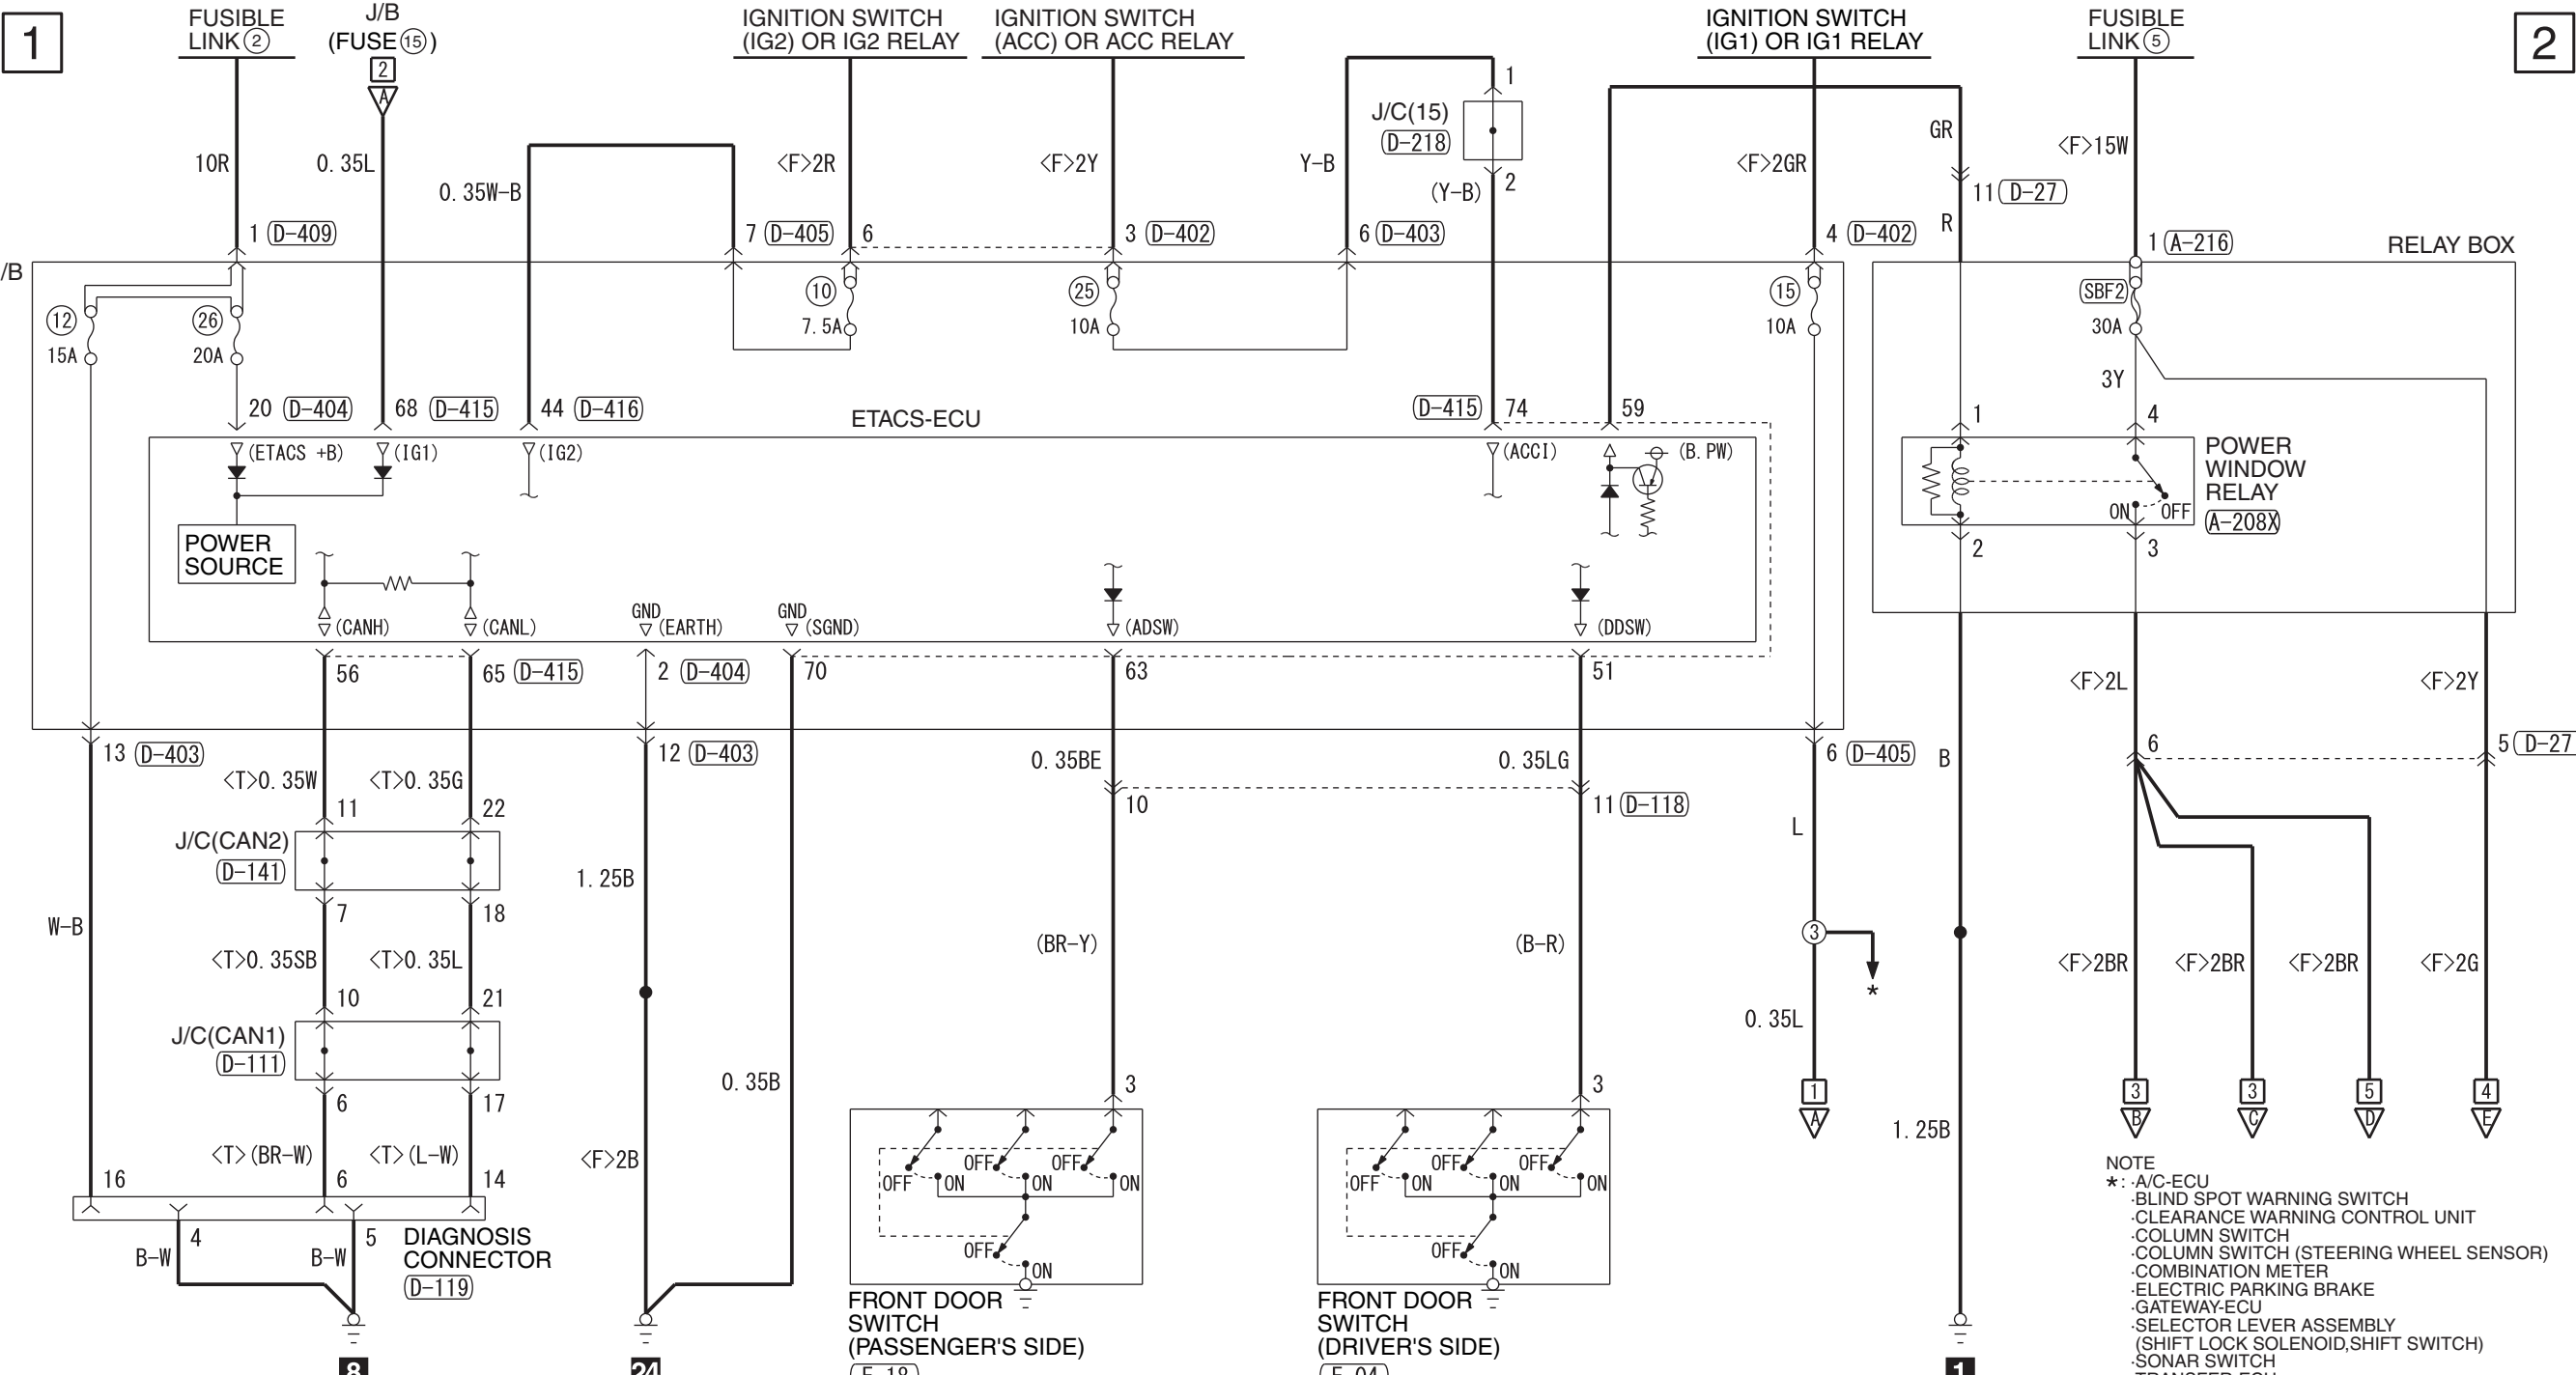 1
FUSIBLE
LINK②
J/B
(FUSE⑮)
2
A
IGNITION SWITCH
(IG2) OR IG2 RELAY
IGNITION SWITCH
(ACC) OR ACC RELAY
IGNITION SWITCH
(IG1) OR IG1 RELAY
FUSIBLE
LINK⑤
2
10R
0.35L
0.35W-B
<F>2R
<F>2Y
Y-B
J/C(15)
D-218
1
2
(Y-B)
<F>2GR
GR
11 D-27
R
<F>15W
1 D-409
7 D-405 6
3 D-402
6 D-403
4 D-402
1 A-216
RELAY BOX
/B
12
15A
26
20A
10
7.5A
25
10A
15
10A
SBF2
30A
3Y
20 D-404
68 D-415
44 D-416
ETACS-ECU
D-415 74
59
1
4
(ETACS +B)
(IG1)
(IG2)
(ACCI)
(B.PW)
POWER
WINDOW
RELAY
A-208X
ON
OFF
2
3
POWER
SOURCE
(CANH)
(CANL)
GND
(EARTH)
GND
(SGND)
(ADSW)
(DDSW)
56
65 D-415
2 D-404
70
63
51
<F>2L
<F>2Y
13 D-403
12 D-403
6 D-405
B
6
5 D-27
<T>0.35W
<T>0.35G
0.35BE
0.35LG
10
11 D-118
11
22
J/C(CAN2)
D-141
7
18
L
1.25B
W-B
<T>0.35SB
<T>0.35L
(BR-Y)
(B-R)
3
*
<F>2BR
<F>2BR
<F>2BR
<F>2G
10
21
J/C(CAN1)
D-111
6
17
0.35L
0.35B
3
3
1
A
3
B
3
C
5
D
4
E
1.25B
<T>(BR-W)
<T>(L-W)
<F>2B
16
6
14
4
5
B-W
B-W
DIAGNOSIS
CONNECTOR
D-119
OFF
ON
OFF
ON
OFF
ON
OFF
ON
OFF
ON
OFF
ON
OFF
ON
OFF
ON
FRONT DOOR
SWITCH
(PASSENGER'S SIDE)
E-18
FRONT DOOR
SWITCH
(DRIVER'S SIDE)
E-04
8
24
1
NOTE
*: ·A/C-ECU
·BLIND SPOT WARNING SWITCH
·CLEARANCE WARNING CONTROL UNIT
·COLUMN SWITCH
·COLUMN SWITCH (STEERING WHEEL SENSOR)
·COMBINATION METER
·ELECTRIC PARKING BRAKE
·GATEWAY-ECU
·SELECTOR LEVER ASSEMBLY
(SHIFT LOCK SOLENOID,SHIFT SWITCH)
·SONAR SWITCH